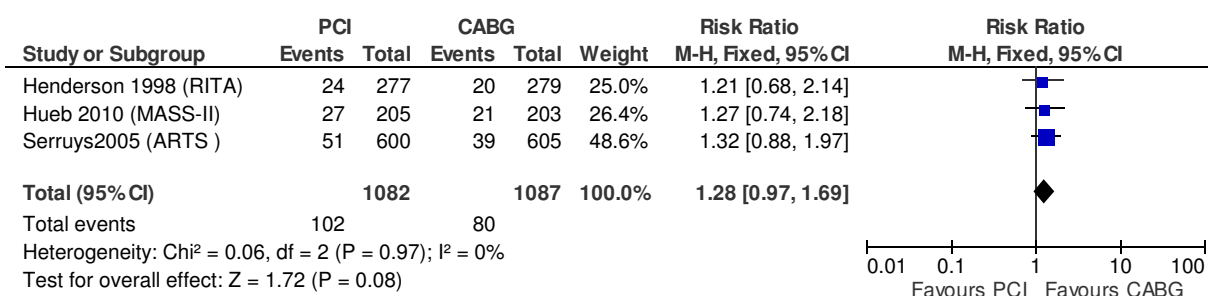 PCI CABG Risk Ratio Risk Ratio
Study or Subgroup Events Total Events Total Weight M-H, Fixed, 95% CI M-H, Fixed, 95% CI
Henderson 1998 (RITA) 24 277 20 279 25.0% 1.21 [0.68, 2.14]
Hueb 2010 (MASS-II) 27 205 21 203 26.4% 1.27 [0.74, 2.18]
Serruys2005 (ARTS ) 51 600 39 605 48.6% 1.32 [0.88, 1.97]
Total (95% CI) 1082 1087 100.0% 1.28 [0.97, 1.69]
Total events 102 80
Heterogeneity: Chi² = 0.06, df = 2 (P = 0.97); I² = 0%
Test for overall effect: Z = 1.72 (P = 0.08)
0.01 0.1 1 10 100
Favours PCI Favours CABG